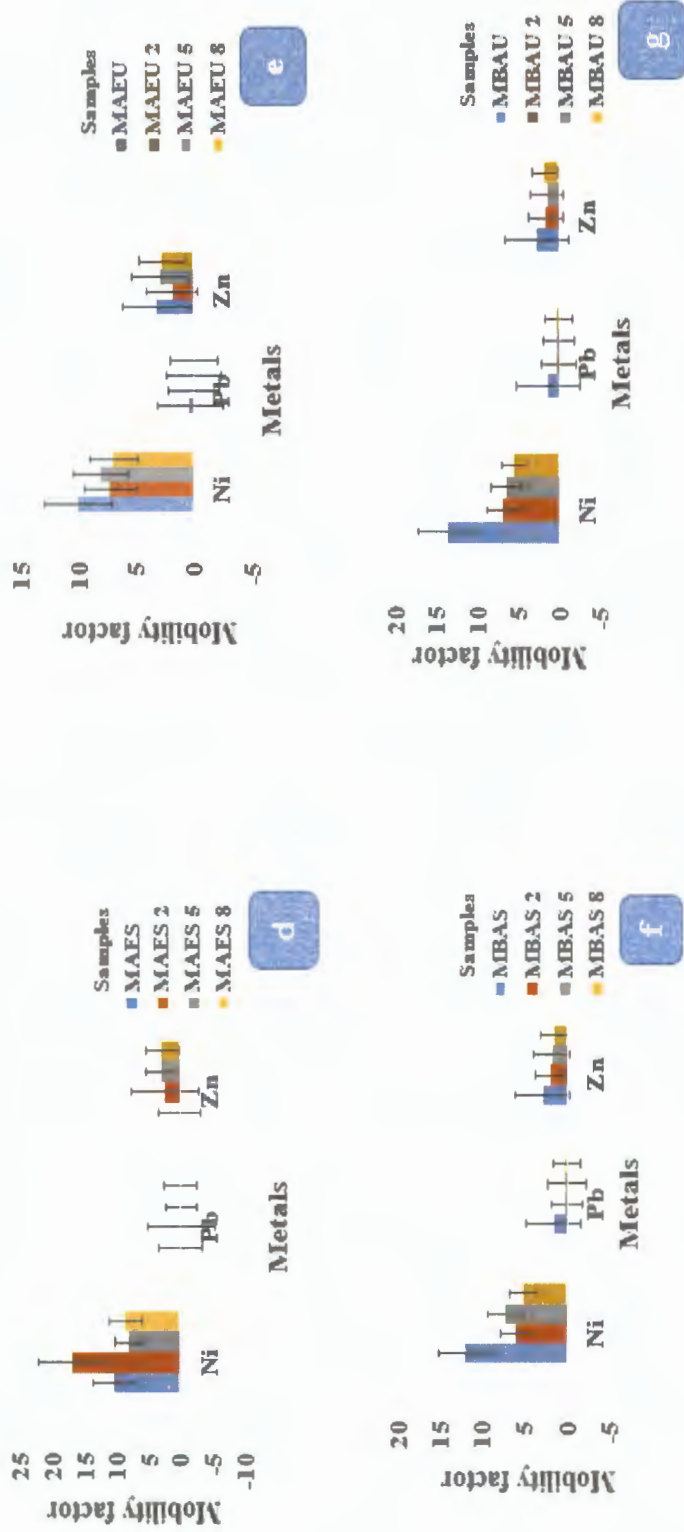 Mobility factor
25
20
15
10
5
0
-5
-10
Ni
Pb
Zn
Metals
Samples
MAES
MAES 2
MAES 5
MAES 8
d
Mobility factor
15
10
5
0
-5
Ni
Pb
Zn
Metals
Samples
MAEU
MAEU 2
MAEU 5
MAEU 8
e
Mobility factor
20
15
10
5
0
-5
Ni
Pb
Zn
Metals
Samples
MBAS
MBAS 2
MBAS 5
MBAS 8
f
Mobility factor
20
15
10
5
0
-5
Ni
Pb
Zn
Metals
Samples
MBAU
MBAU 2
MBAU 5
MBAU 8
g